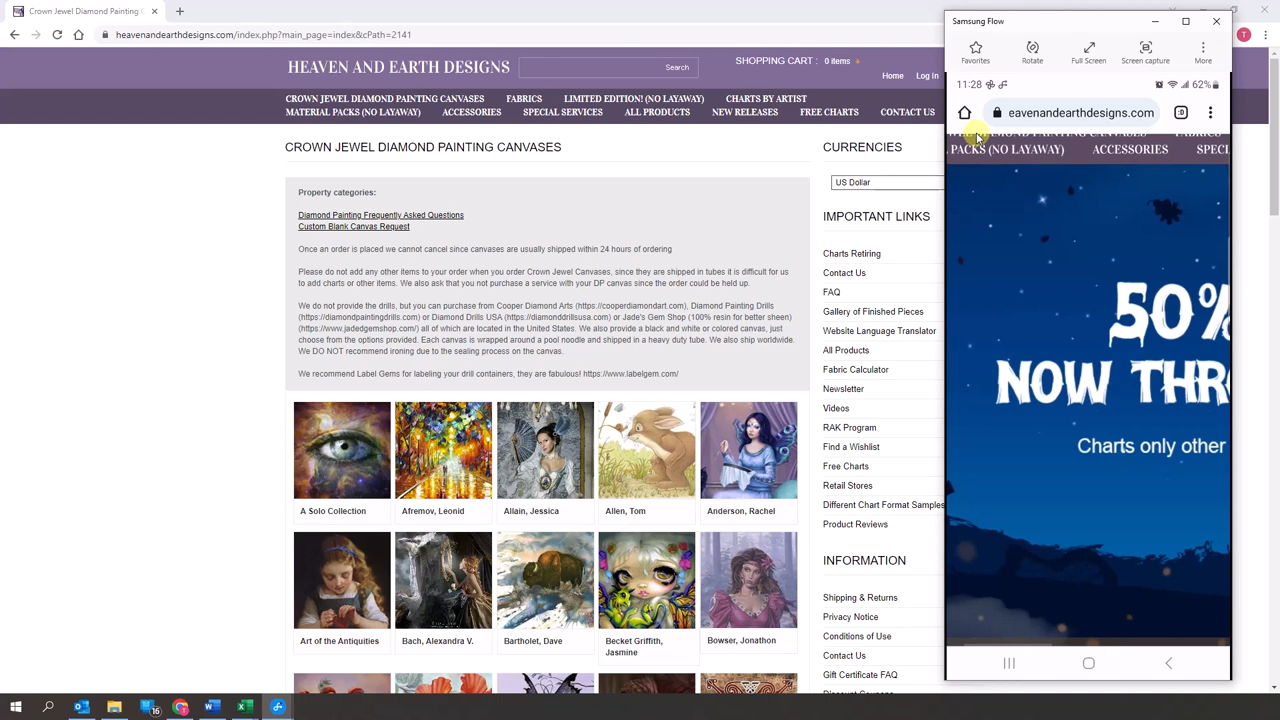 Crown Jewel Diamond Painting C
heavenandearthdesigns.com/index.php?main_page=index&cPath=2141
HEAVEN AND EARTH DESIGNS
Search
SHOPPING CART : 0 items
Home Log In
CROWN JEWEL DIAMOND PAINTING CANVASES FABRICS LIMITED EDITION! (NO LAYAWAY) CHARTS BY ARTIST
MATERIAL PACKS (NO LAYAWAY) ACCESSORIES SPECIAL SERVICES ALL PRODUCTS NEW RELEASES FREE CHARTS CONTACT US
CROWN JEWEL DIAMOND PAINTING CANVASES
Property categories:
Diamond Painting Frequently Asked Questions
Custom Blank Canvas Request
Once an order is placed we cannot cancel since canvases are usually shipped within 24 hours of ordering
Please do not add any other items to your order when you order Crown Jewel Canvases, since they are shipped in tubes it is difficult for us
to add charts or other items. We also ask that you not purchase a service with your DP canvas since the order could be held up.
We do not provide the drills, but you can purchase from Cooper Diamond Arts (https://cooperdiamondart.com), Diamond Painting Drills
(https://diamondpaintingdrills.com) or Diamond Drills USA (https://diamonddrillsusa.com) or Jade's Gem Shop (100% resin for better sheen)
(https://www.jadedgemshop.com/) all of which are located in the United States. We also provide a black and white or colored canvas, just
choose from the options provided. Each canvas is wrapped around a pool noodle and shipped in a heavy duty tube. We also ship worldwide.
We DO NOT recommend ironing due to the sealing process on the canvas.
We recommend Label Gems for labeling your drill containers, they are fabulous! https://www.labelgem.com/
A Solo Collection
Afremov, Leonid
Allain, Jessica
Allen, Tom
Anderson, Rachel
Art of the Antiquities
Bach, Alexandra V.
Bartholet, Dave
Becket Griffith,
Jasmine
Bowser, Jonathon
CURRENCIES
US Dollar
IMPORTANT LINKS
Charts Retiring
Contact Us
FAQ
Gallery of Finished Pieces
Website Language Translator
All Products
Fabric Calculator
Newsletter
Videos
RAK Program
Find a Wishlist
Free Charts
Retail Stores
Different Chart Format Samples
Product Reviews
INFORMATION
Shipping & Returns
Privacy Notice
Conditions of Use
Contact Us
Gift Certificate FAQ
Discount Coupons
T
Samsung Flow
Favorites Rotate Full Screen Screen capture More
11:28 62%
eavenandearthdesigns.com :D
MOND PAINTING CANVASES FABRICS
PACKS (NO LAYAWAY) ACCESSORIES SPECI
50%
NOW THR
Charts only other
16